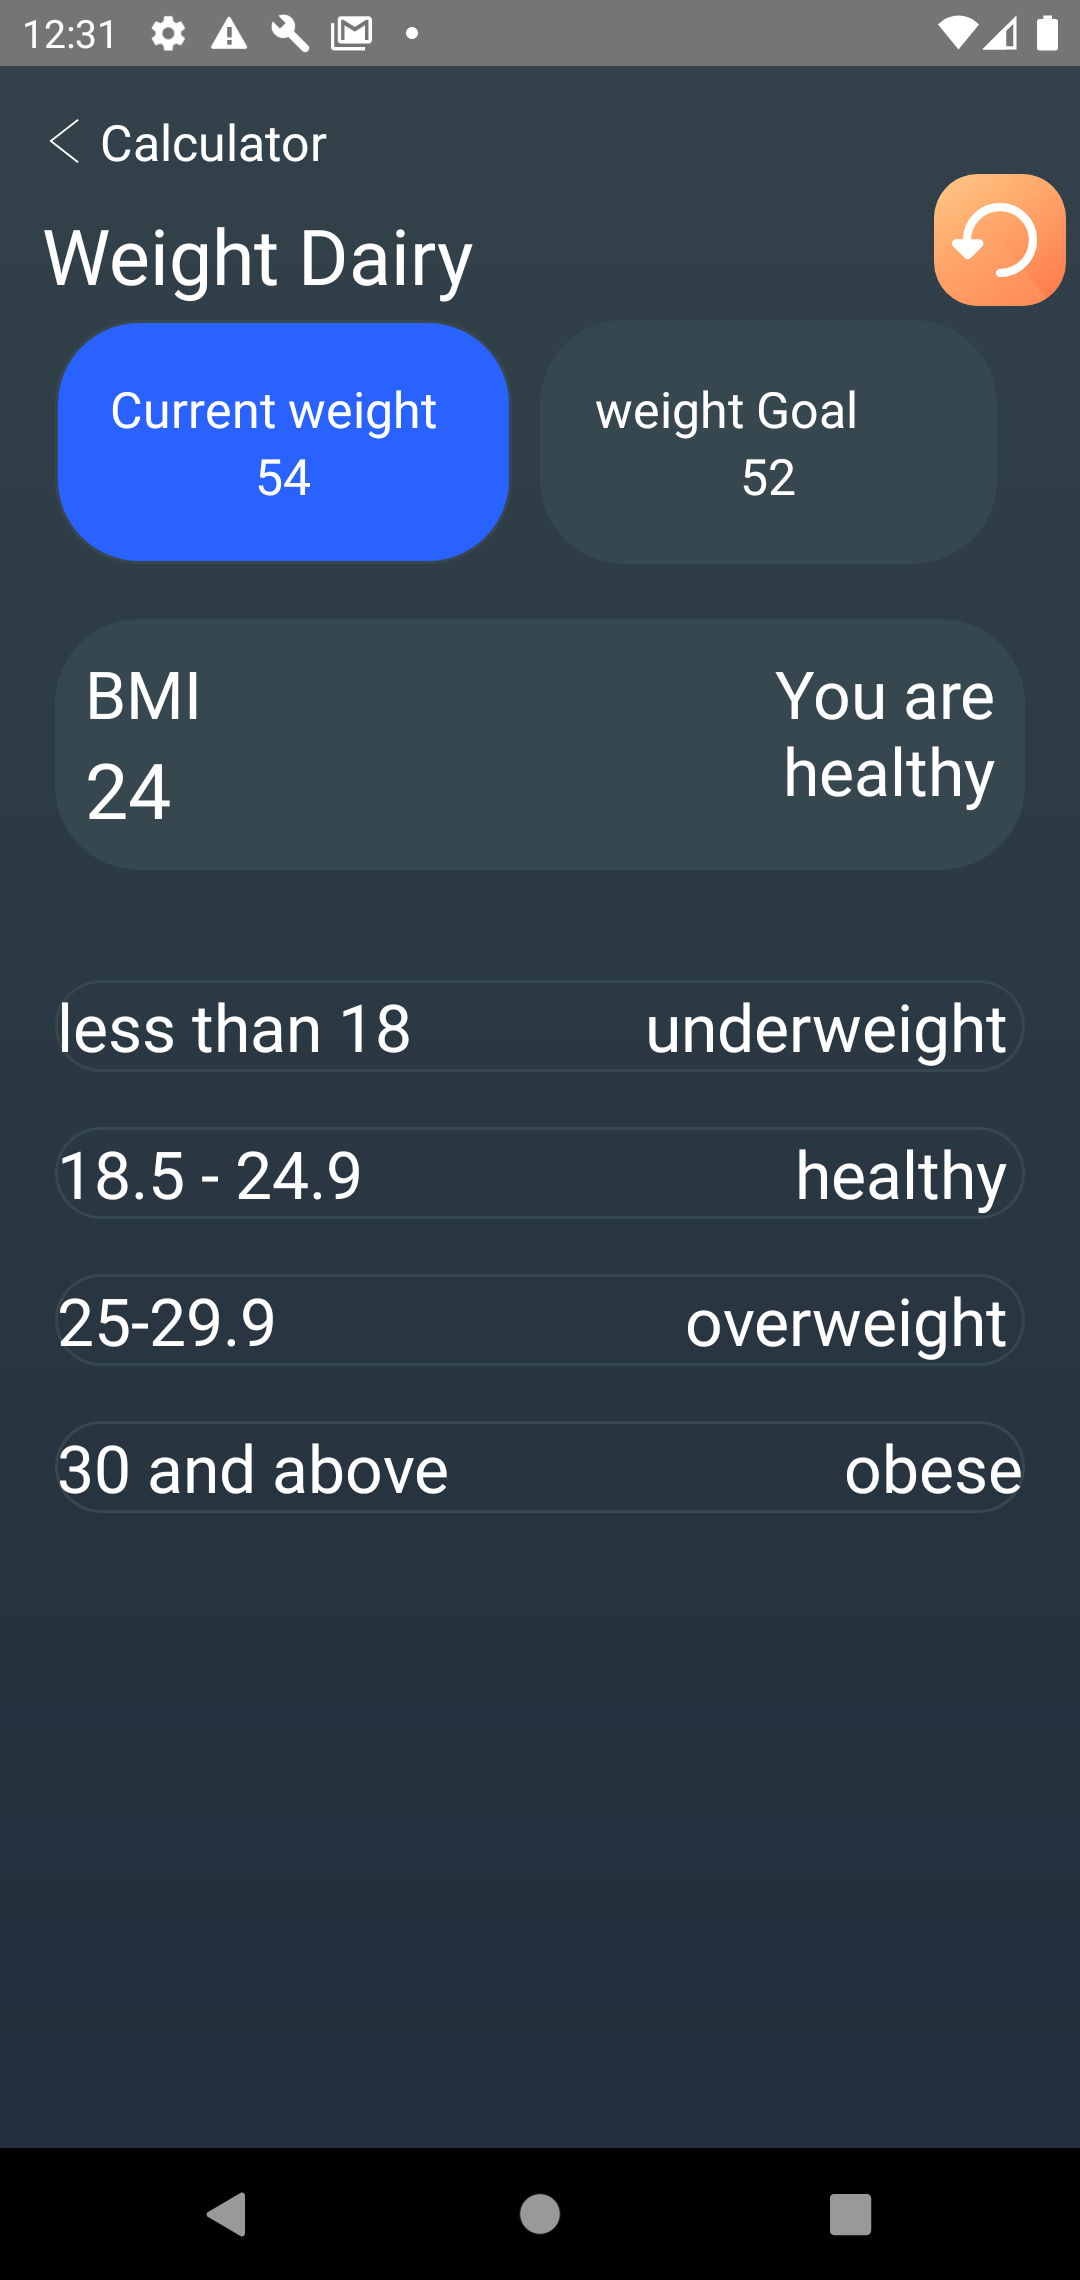 12:31
Calculator
Weight Dairy
Current weight
54
weight Goal
52
BMI
24
You are
healthy
less than 18 underweight
18.5 - 24.9 healthy
25-29.9 overweight
30 and above obese